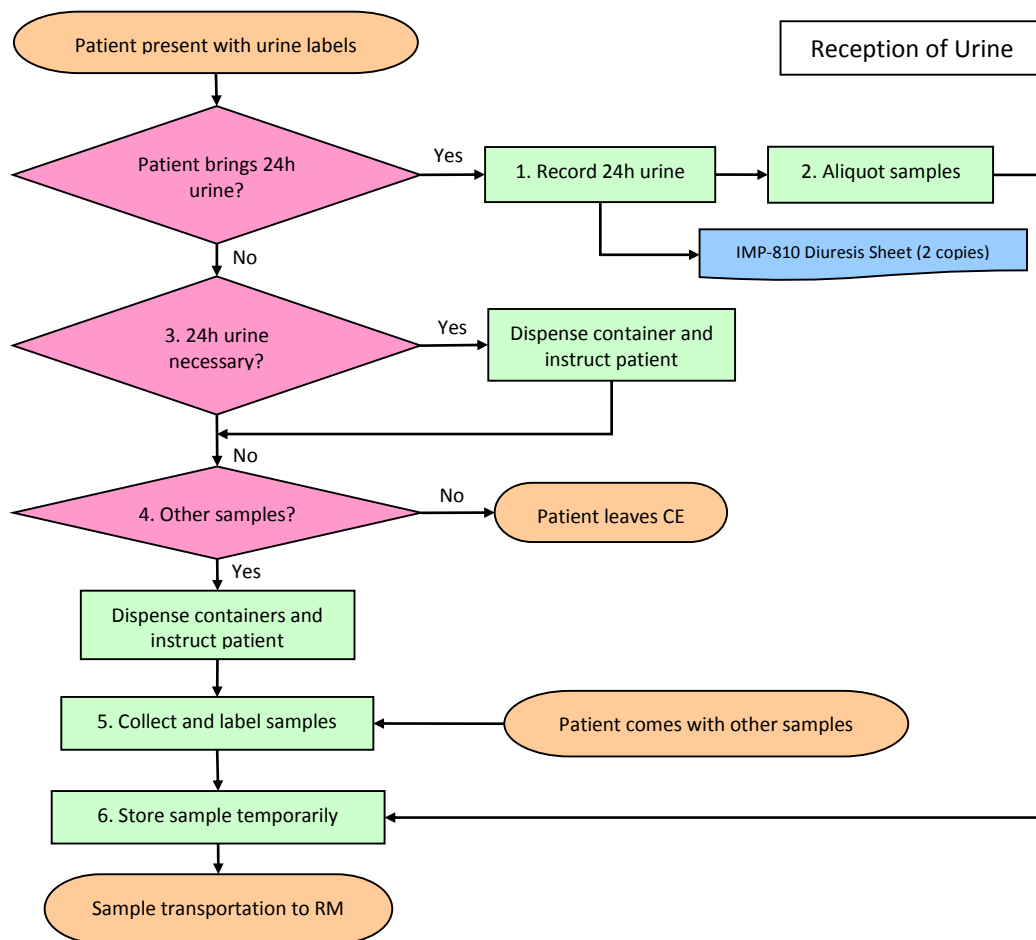 Patient present with urine labels
Reception of Urine
Patient brings 24h
urine?
Yes
1. Record 24h urine
2. Aliquot samples
No
IMP-810 Diuresis Sheet (2 copies)
3. 24h urine
necessary?
Yes
Dispense container and
instruct patient
No
4. Other samples?
No
Patient leaves CE
Yes
Dispense containers and
instruct patient
5. Collect and label samples
Patient comes with other samples
6. Store sample temporarily
Sample transportation to RM